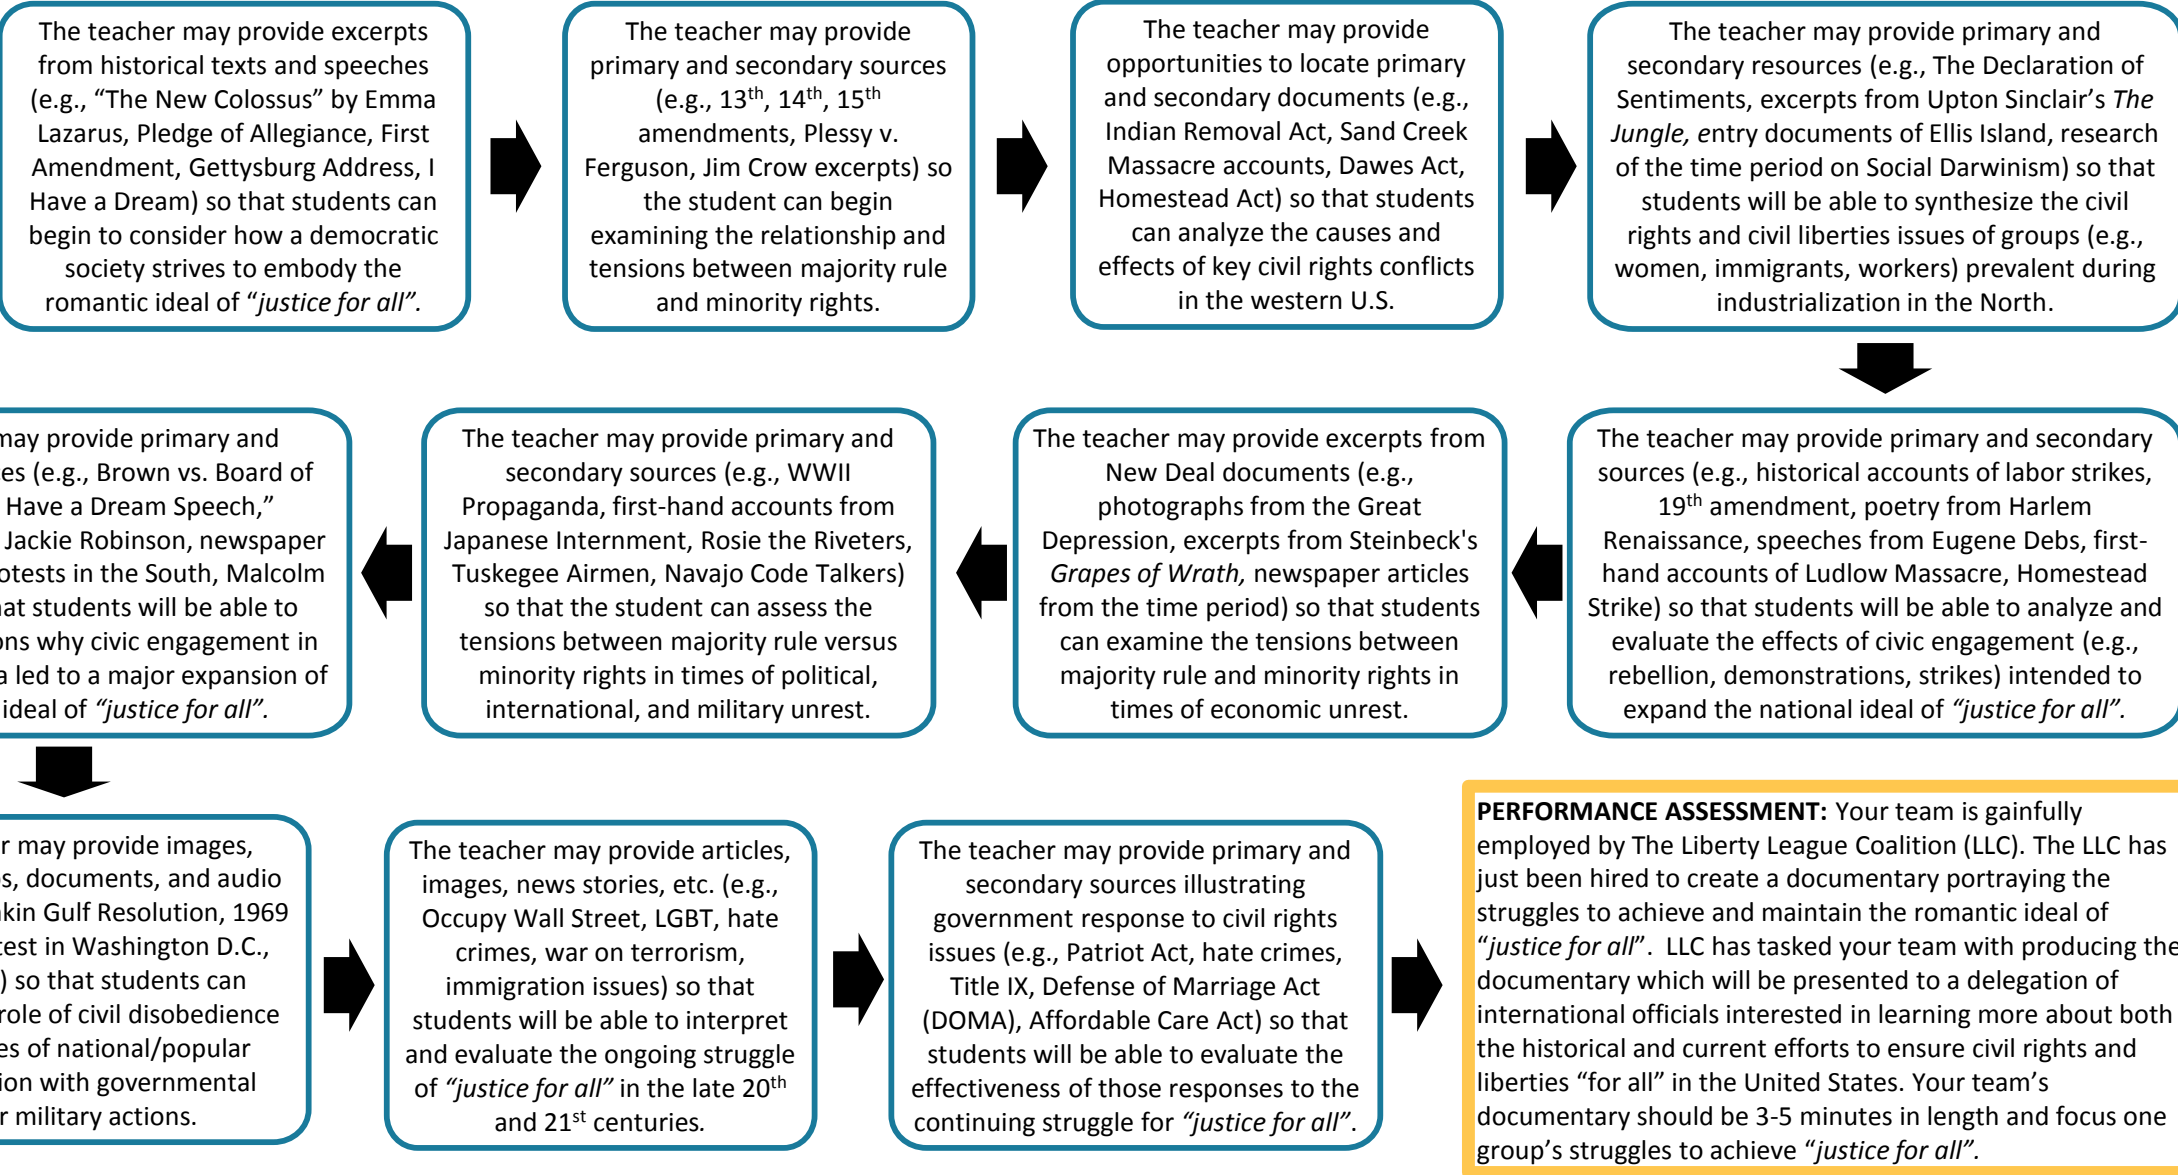 The teacher may provide excerpts
from historical texts and speeches
(e.g., “The New Colossus” by Emma
Lazarus, Pledge of Allegiance, First
Amendment, Gettysburg Address, I
Have a Dream) so that students can
begin to consider how a democratic
society strives to embody the
romantic ideal of “justice for all”.
The teacher may provide
primary and secondary sources
(e.g., 13th, 14th, 15th
amendments, Plessy v.
Ferguson, Jim Crow excerpts) so
the student can begin
examining the relationship and
tensions between majority rule
and minority rights.
The teacher may provide
opportunities to locate primary
and secondary documents (e.g.,
Indian Removal Act, Sand Creek
Massacre accounts, Dawes Act,
Homestead Act) so that students
can analyze the causes and
effects of key civil rights conflicts
in the western U.S.
The teacher may provide primary and
secondary resources (e.g., The Declaration of
Sentiments, excerpts from Upton Sinclair’s The
Jungle, entry documents of Ellis Island, research
of the time period on Social Darwinism) so that
students will be able to synthesize the civil
rights and civil liberties issues of groups (e.g.,
women, immigrants, workers) prevalent during
industrialization in the North.
The teacher may provide primary and secondary
sources (e.g., historical accounts of labor strikes,
19th amendment, poetry from Harlem
Renaissance, speeches from Eugene Debs, first-
hand accounts of Ludlow Massacre, Homestead
Strike) so that students will be able to analyze and
evaluate the effects of civic engagement (e.g.,
rebellion, demonstrations, strikes) intended to
expand the national ideal of “justice for all”.
The teacher may provide excerpts from
New Deal documents (e.g.,
photographs from the Great
Depression, excerpts from Steinbeck's
Grapes of Wrath, newspaper articles
from the time period) so that students
can examine the tensions between
majority rule and minority rights in
times of economic unrest.
The teacher may provide primary and
secondary sources (e.g., WWII
Propaganda, first-hand accounts from
Japanese Internment, Rosie the Riveters,
Tuskegee Airmen, Navajo Code Talkers)
so that the student can assess the
tensions between majority rule versus
minority rights in times of political,
international, and military unrest.
may provide primary and
(e.g., Brown vs. Board of
Have a Dream Speech,”
Jackie Robinson, newspaper
in the South, Malcolm
students will be able to
why civic engagement in
led to a major expansion of
ideal of “justice for all”.
may provide images,
documents, and audio
Gulf Resolution, 1969
in Washington D.C.,
) so that students can
role of civil disobedience
of national/popular
with governmental
military actions.
The teacher may provide articles,
images, news stories, etc. (e.g.,
Occupy Wall Street, LGBT, hate
crimes, war on terrorism,
immigration issues) so that
students will be able to interpret
and evaluate the ongoing struggle
of “justice for all” in the late 20th
and 21st centuries.
The teacher may provide primary and
secondary sources illustrating
government response to civil rights
issues (e.g., Patriot Act, hate crimes,
Title IX, Defense of Marriage Act
(DOMA), Affordable Care Act) so that
students will be able to evaluate the
effectiveness of those responses to the
continuing struggle for “justice for all”.
PERFORMANCE ASSESSMENT: Your team is gainfully
employed by The Liberty League Coalition (LLC). The LLC has
just been hired to create a documentary portraying the
struggles to achieve and maintain the romantic ideal of
“justice for all”. LLC has tasked your team with producing the
documentary which will be presented to a delegation of
international officials interested in learning more about both
the historical and current efforts to ensure civil rights and
liberties “for all” in the United States. Your team’s
documentary should be 3-5 minutes in length and focus one
group’s struggles to achieve “justice for all”.